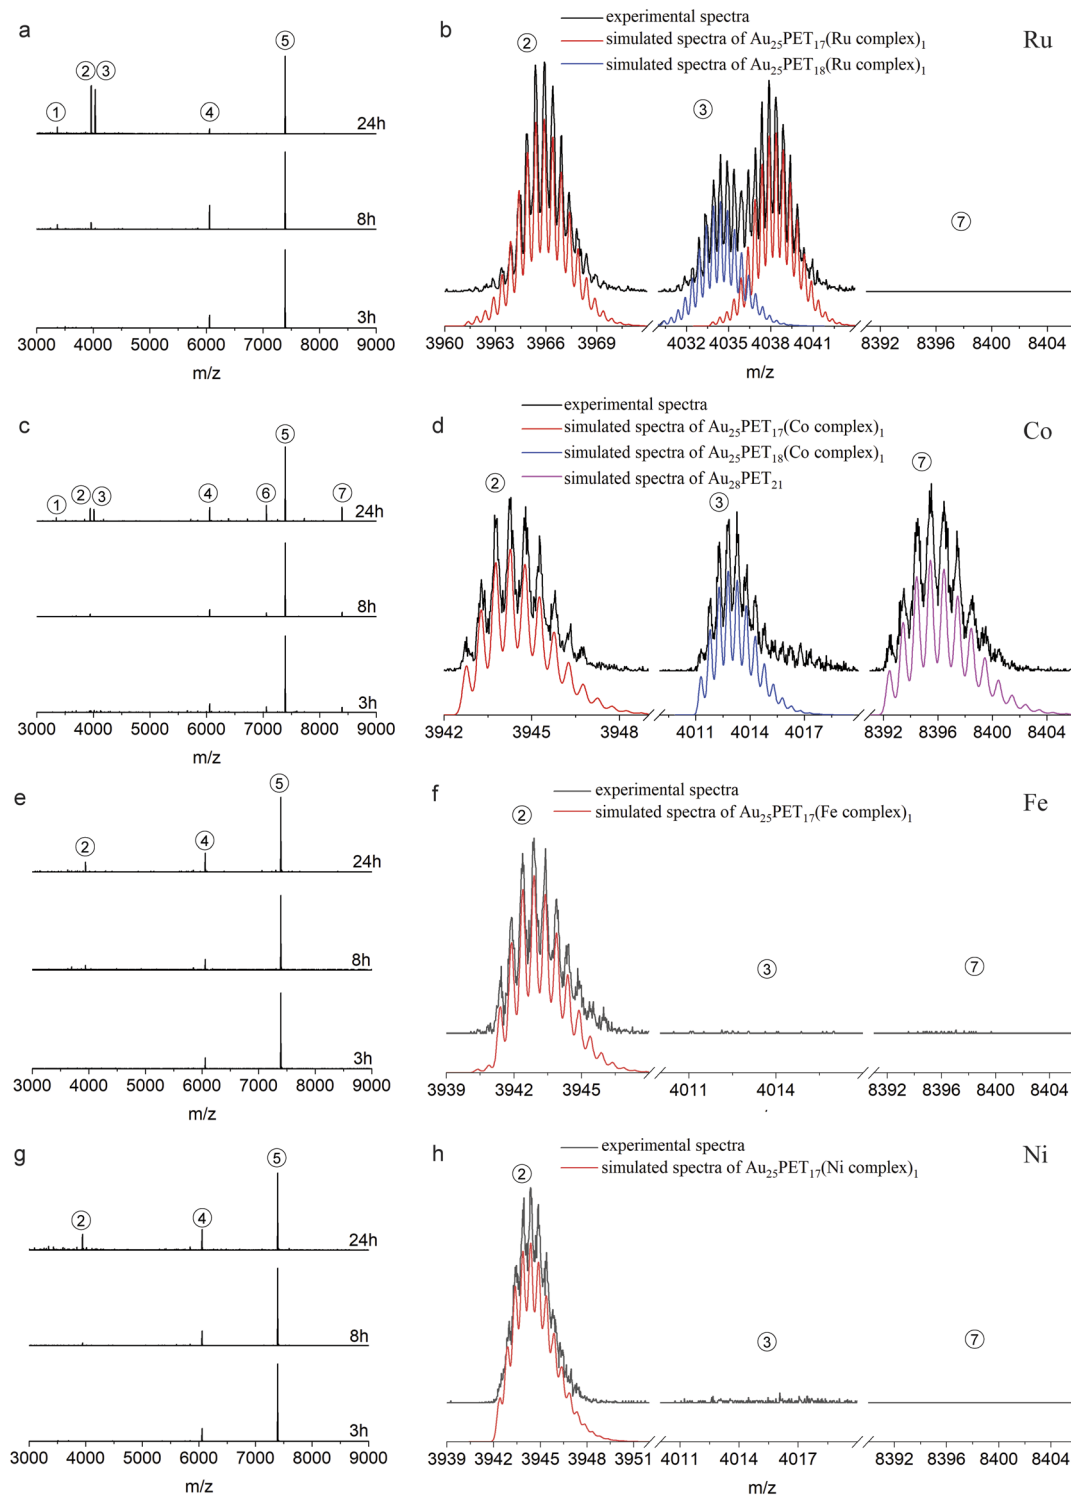 a
① ② ③ ④ ⑤
24h
8h
3h
3000 4000 5000 6000 7000 8000 9000
m/z
b
Ru
experimental spectra
simulated spectra of Au₂₅PET₁₇(Ru complex)₁
simulated spectra of Au₂₅PET₁₈(Ru complex)₁
② ③ ⑦
3960 3963 3966 3969 4032 4035 4038 4041 8392 8396 8400 8404
m/z
c
① ② ③ ④ ⑤ ⑥ ⑦
24h
8h
3h
3000 4000 5000 6000 7000 8000 9000
m/z
d
Co
experimental spectra
simulated spectra of Au₂₅PET₁₇(Co complex)₁
simulated spectra of Au₂₅PET₁₈(Co complex)₁
simulated spectra of Au₂₈PET₂₁
② ③ ⑦
3942 3945 3948 4011 4014 4017 8392 8396 8400 8404
e
② ④ ⑤
24h
8h
3h
3000 4000 5000 6000 7000 8000 9000
m/z
f
Fe
experimental spectra
simulated spectra of Au₂₅PET₁₇(Fe complex)₁
② ③ ⑦
3939 3942 3945 4011 4014 8392 8396 8400 8404
g
② ④ ⑤
24h
8h
3h
3000 4000 5000 6000 7000 8000 9000
m/z
h
Ni
experimental spectra
simulated spectra of Au₂₅PET₁₇(Ni complex)₁
② ③ ⑦
3939 3942 3945 3948 3951 4011 4014 4017 8392 8396 8400 8404
m/z